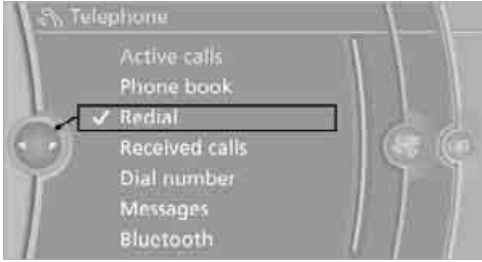 Telephone
Active calls
Phone book
Redial
Received calls
Dial number
Messages
Bluetooth